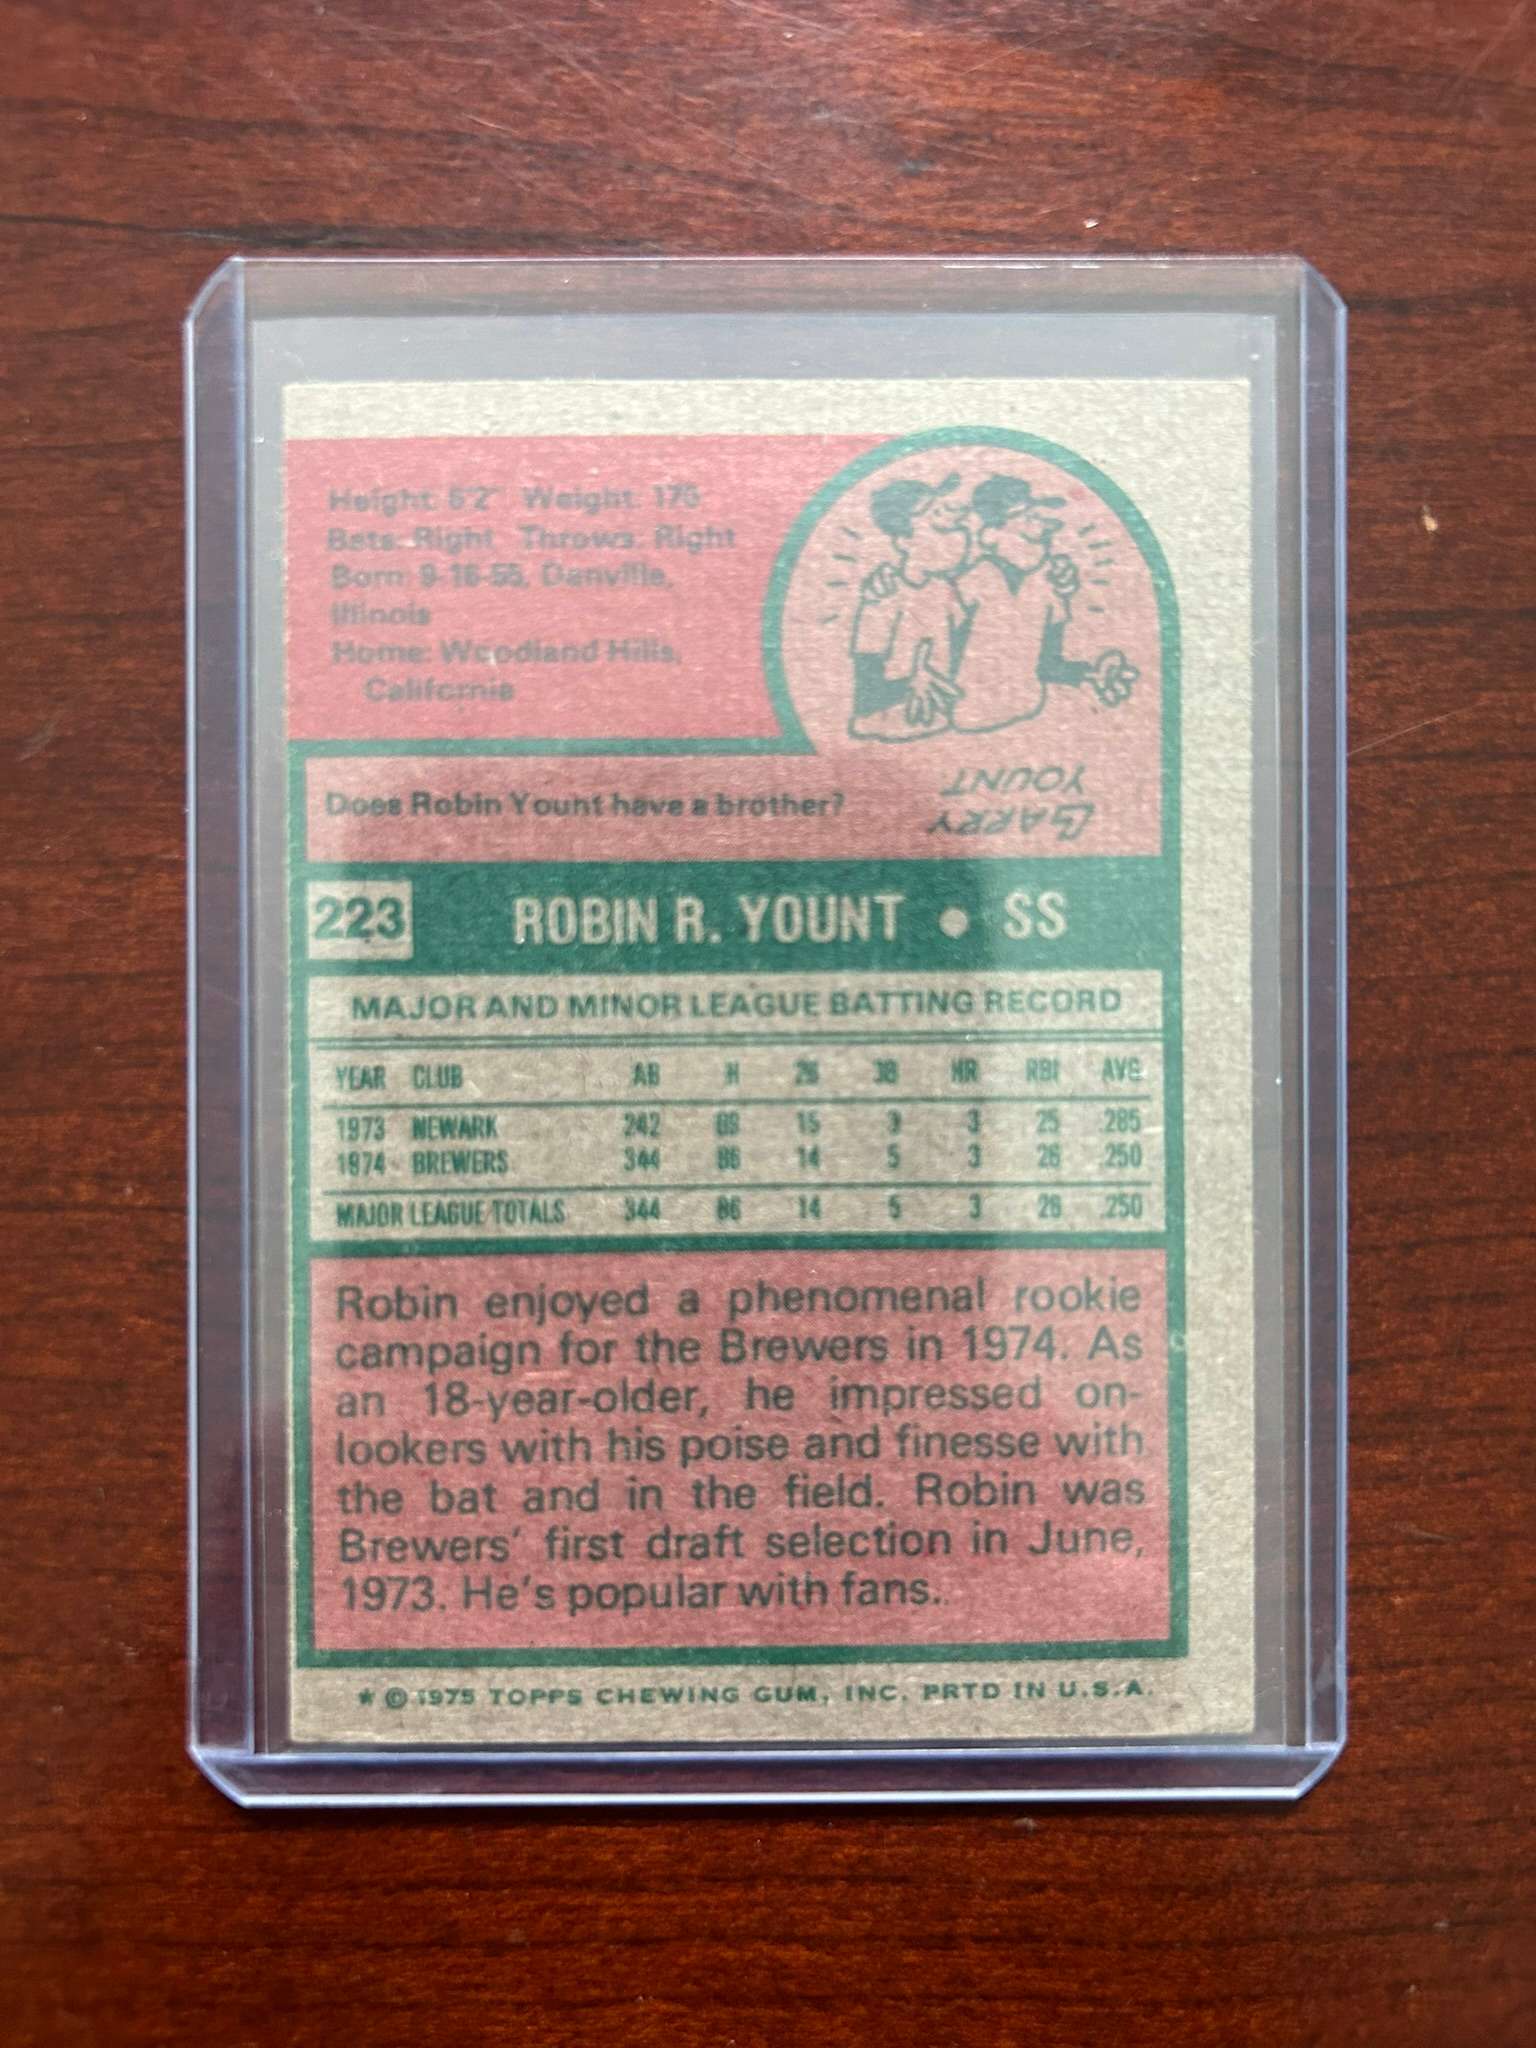 Height: 6'2" Weight:
Bats: Right Throws: Right
Born: 9-16-55, Danville,
Illinois
Home: Woodland Hills,
California
LARRY
YOUNT
Does Robin Yount have a brother?
223 ROBIN R. YOUNT • SS
MAJOR AND MINOR LEAGUE BATTING RECORD
YEAR CLUB AB H 2B 3B HR RBI AVG
1973 NEWARK 242 69 15 3 3 25 .285
1974 BREWERS 344 86 14 5 3 26 .250
MAJOR LEAGUE TOTALS 344 86 14 5 3 26 .250
Robin enjoyed a phenomenal rookie
campaign for the Brewers in 1974. As
an 18-year-older, he impressed on-
lookers with his poise and finesse with
the bat and in the field. Robin was
Brewers' first draft selection in June,
1973. He's popular with fans.
* © 1975 TOPPS CHEWING GUM, INC. PRTD IN U.S.A.